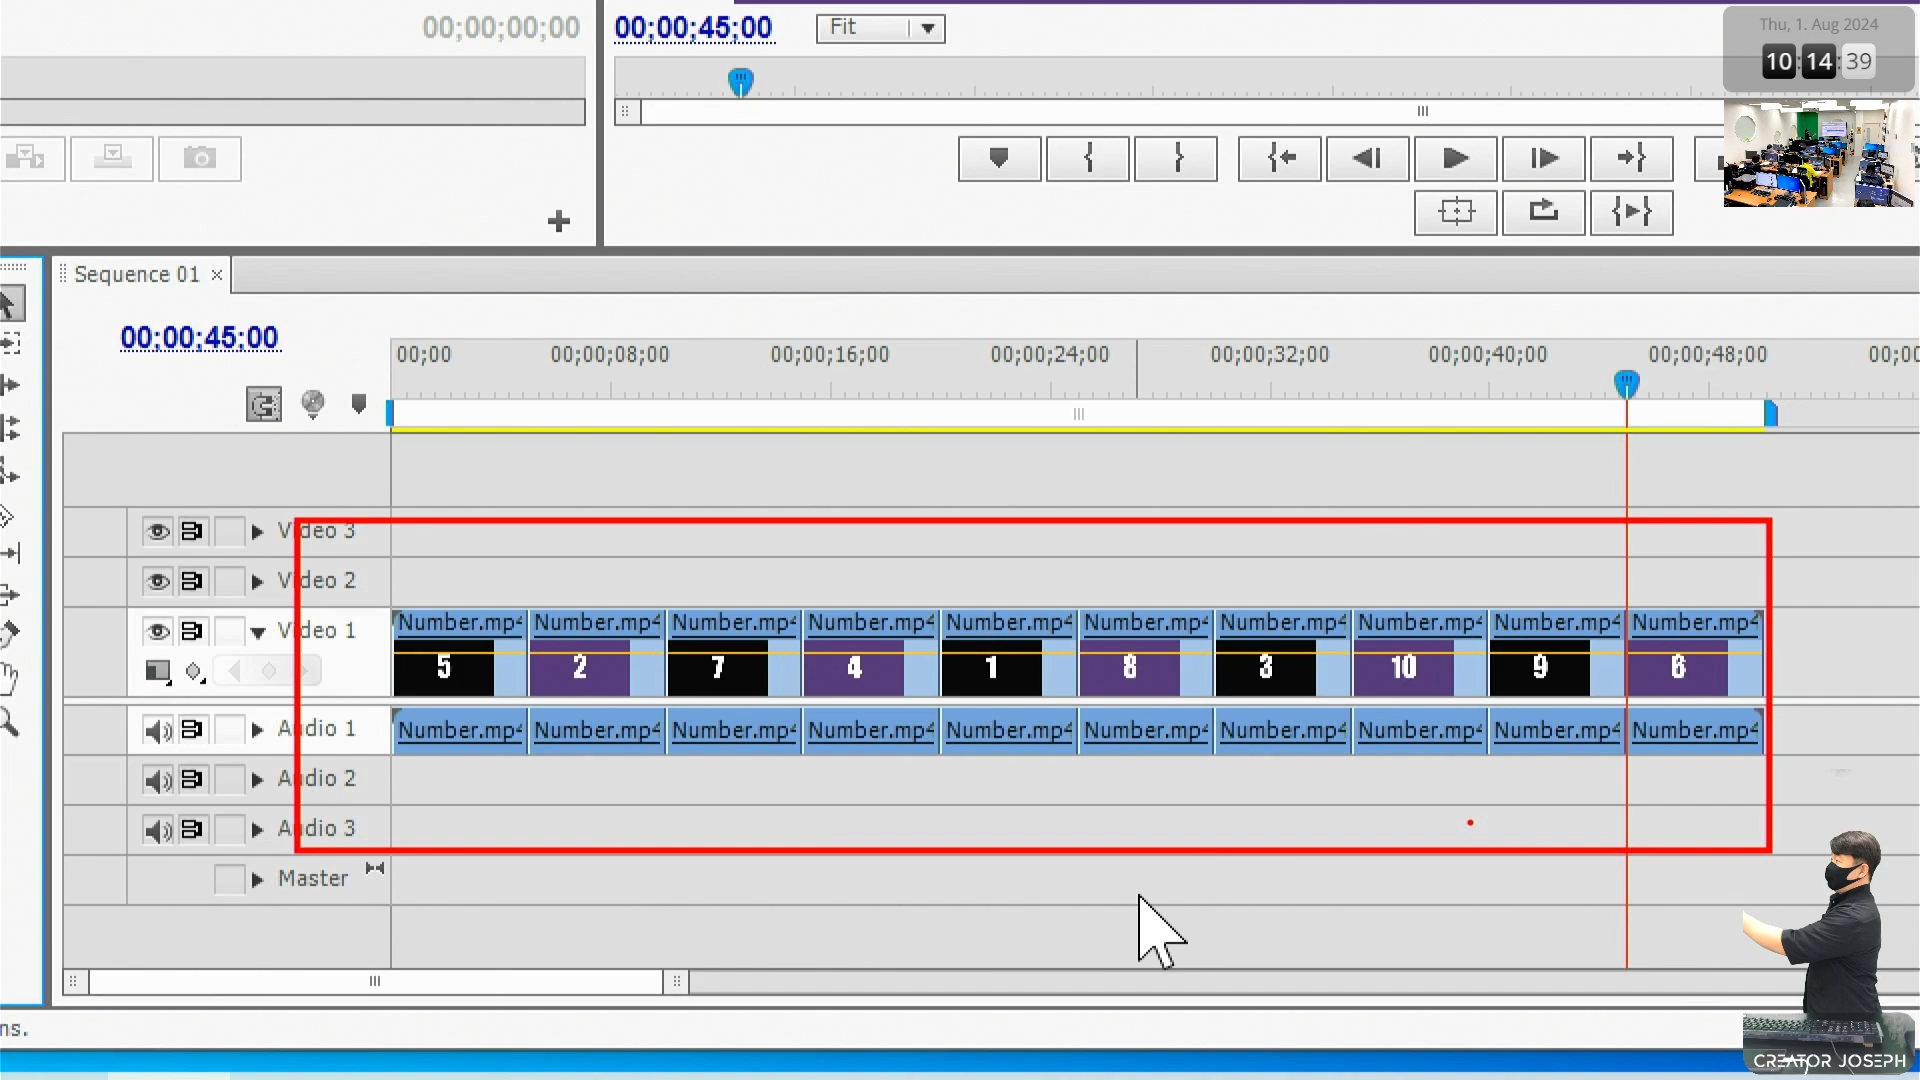 00;00;00;00
00;00;45;00
Fit
Thu, 1. Aug 2024
10 14 39
Sequence 01
00;00;45;00
00;00
00;00;08;00
00;00;16;00
00;00;24;00
00;00;32;00
00;00;40;00
00;00;48;00
00;00
Video 3
Video 2
Video 1
Number.mp4 Number.mp4 Number.mp4 Number.mp4 Number.mp4 Number.mp4 Number.mp4 Number.mp4 Number.mp4 Number.mp4
5 2 7 4 1 8 3 10 9 6
Audio 1
Number.mp4 Number.mp4 Number.mp4 Number.mp4 Number.mp4 Number.mp4 Number.mp4 Number.mp4 Number.mp4 Number.mp4
Audio 2
Audio 3
Master
ns.
CREATOR JOSEPH